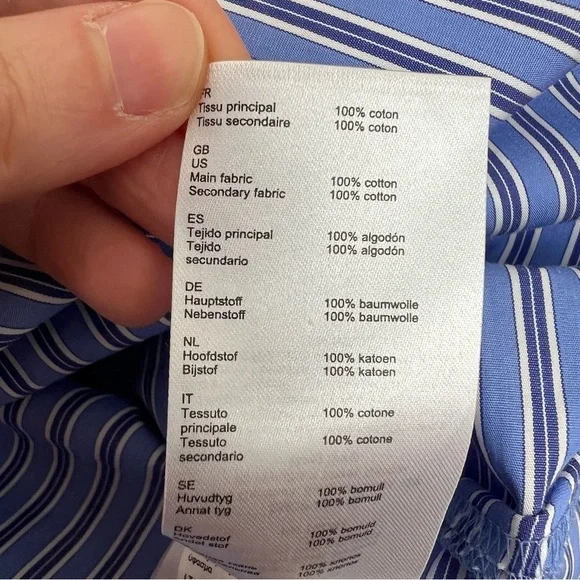 FR
Tissu principal 100% coton
Tissu secondaire 100% coton
GB
US
Main fabric 100% cotton
Secondary fabric 100% cotton
ES
Tejido principal 100% algodón
Tejido 100% algodón
secundario
DE
Hauptstoff 100% baumwolle
Nebenstoff 100% baumwolle
NL
Hoofdstof 100% katoen
Bijstof 100% katoen
IT
Tessuto 100% cotone
principale
Tessuto 100% cotone
secondario
SE
Huvudtyg 100% bomull
Annat tyg 100% bomull
DK
Hovedstof 100% bomuld
Andet stof 100% bomuld